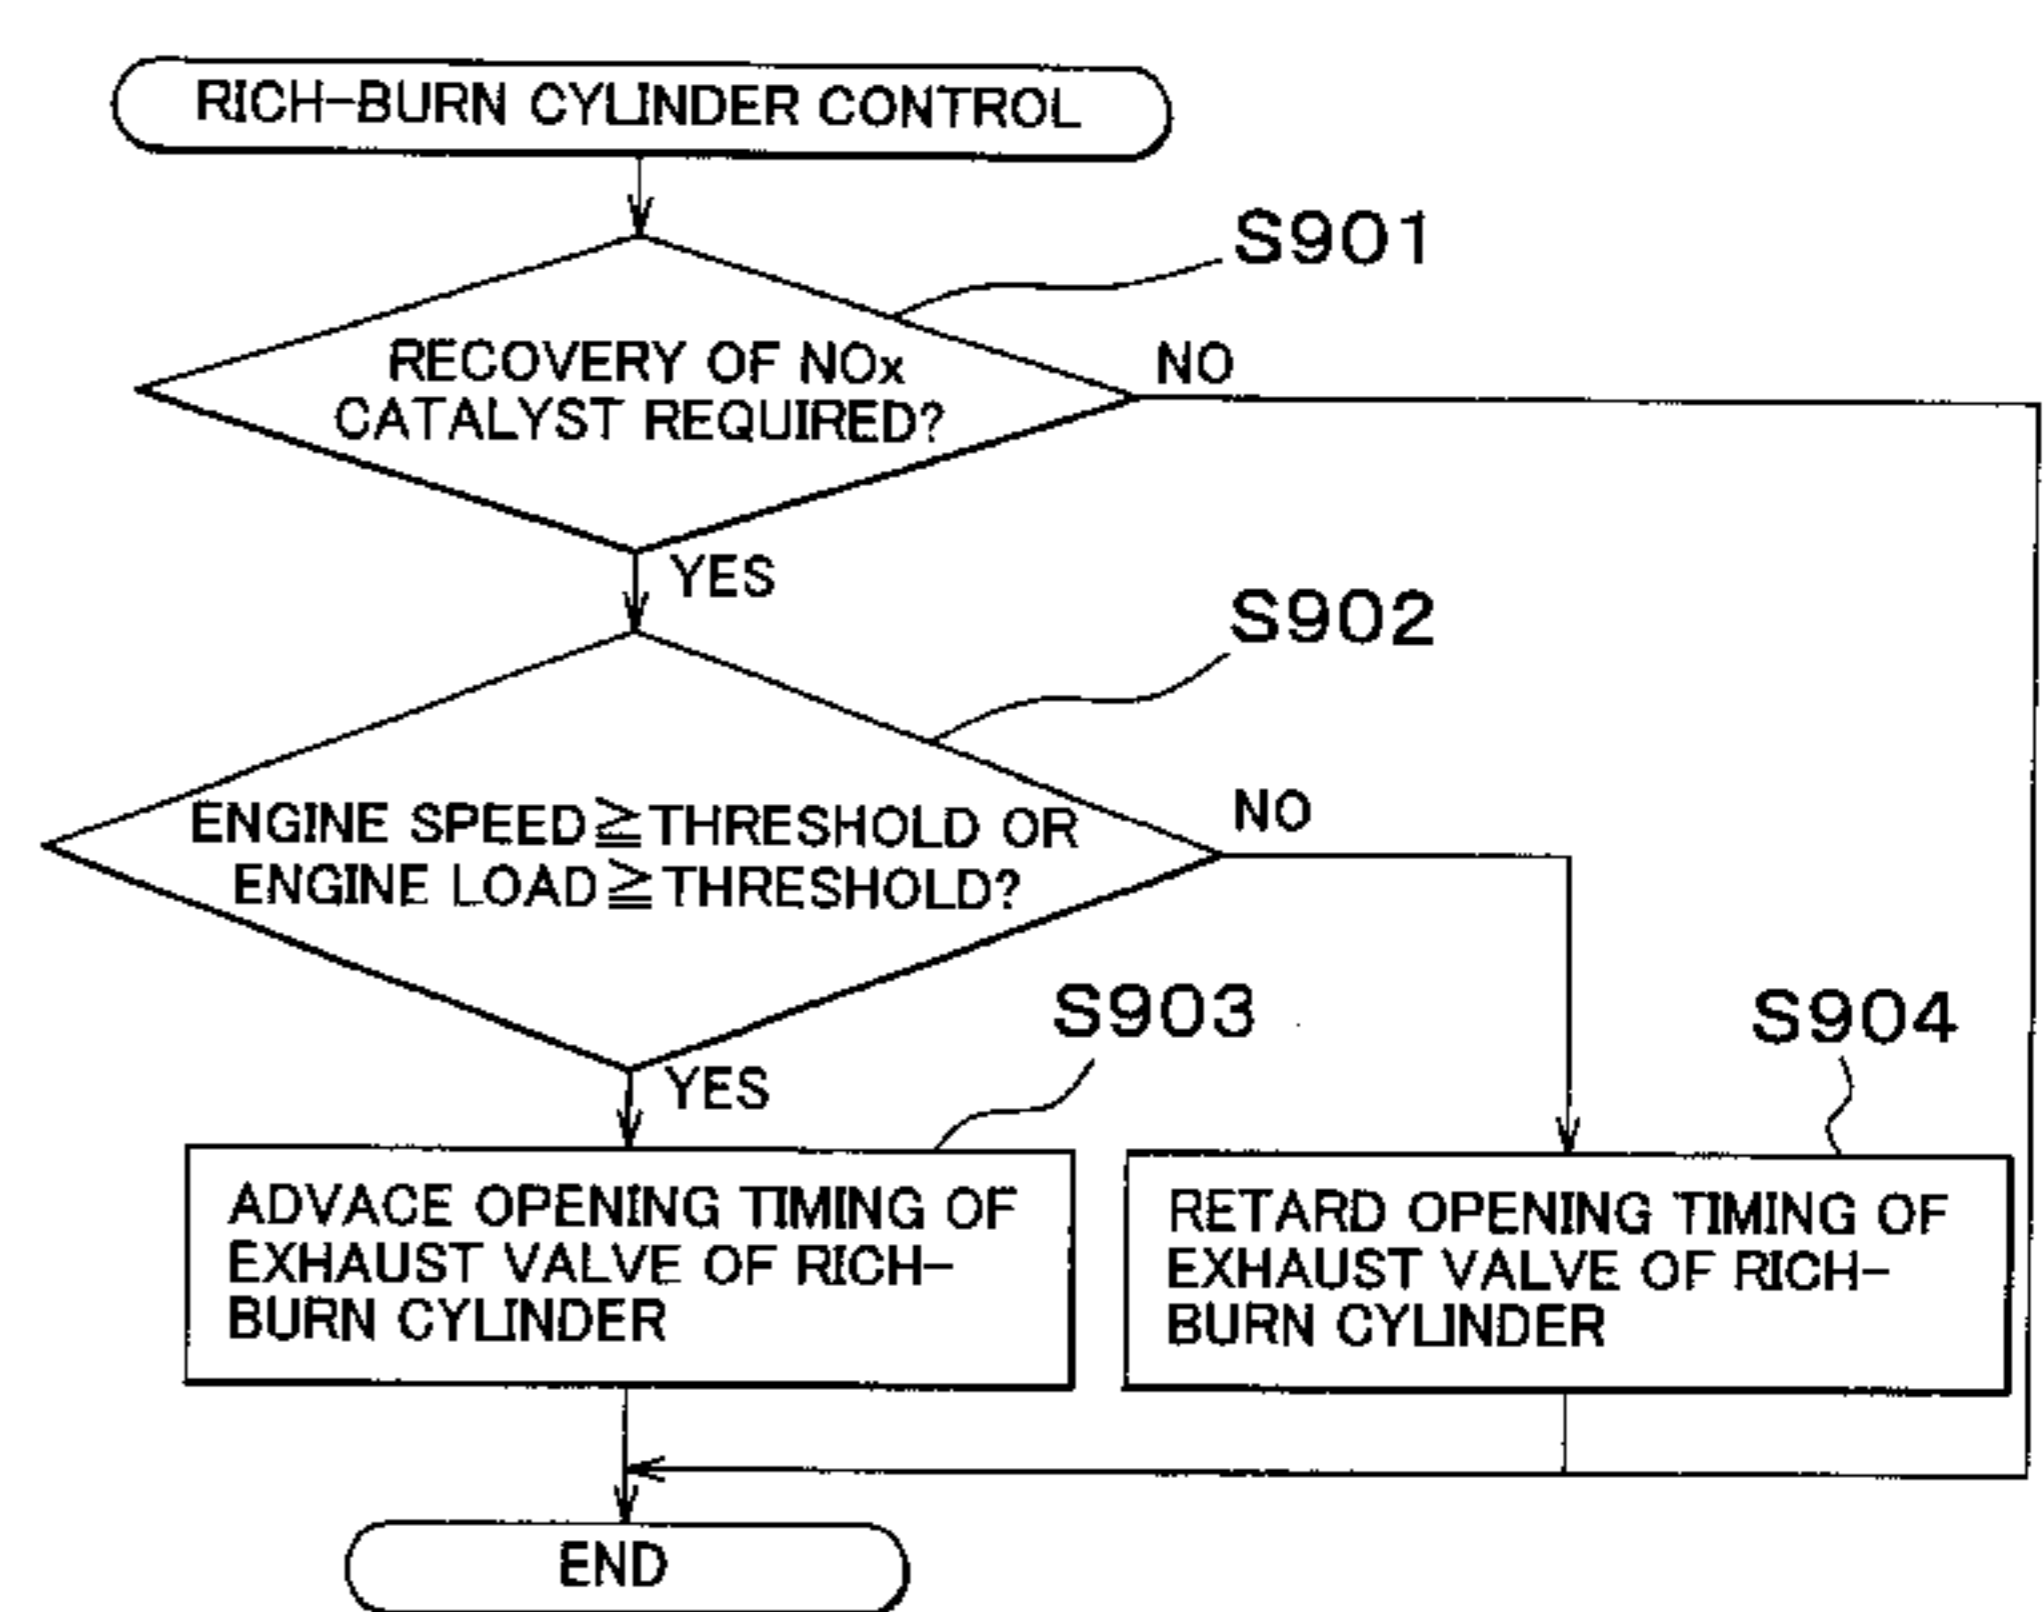 RICH-BURN CYLINDER CONTROL
S901
RECOVERY OF NOx
CATALYST REQUIRED?
NO
YES
S902
ENGINE SPEED≧THRESHOLD OR
ENGINE LOAD≧THRESHOLD?
NO
YES
S903
ADVACE OPENING TIMING OF
EXHAUST VALVE OF RICH-
BURN CYLINDER
S904
RETARD OPENING TIMING OF
EXHAUST VALVE OF RICH-
BURN CYLINDER
END